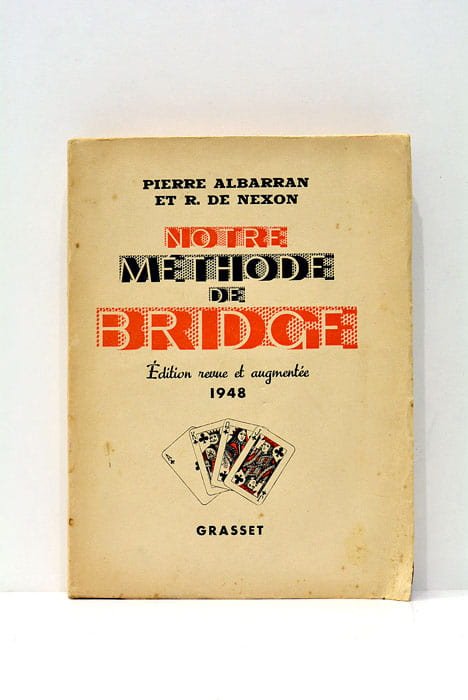 PIERRE ALBARRAN
ET R. DE NEXON
NOTRE
MÉTHODE
DE
BRIDGE
Édition revue et augmentée
1948
A K Q J
GRASSET